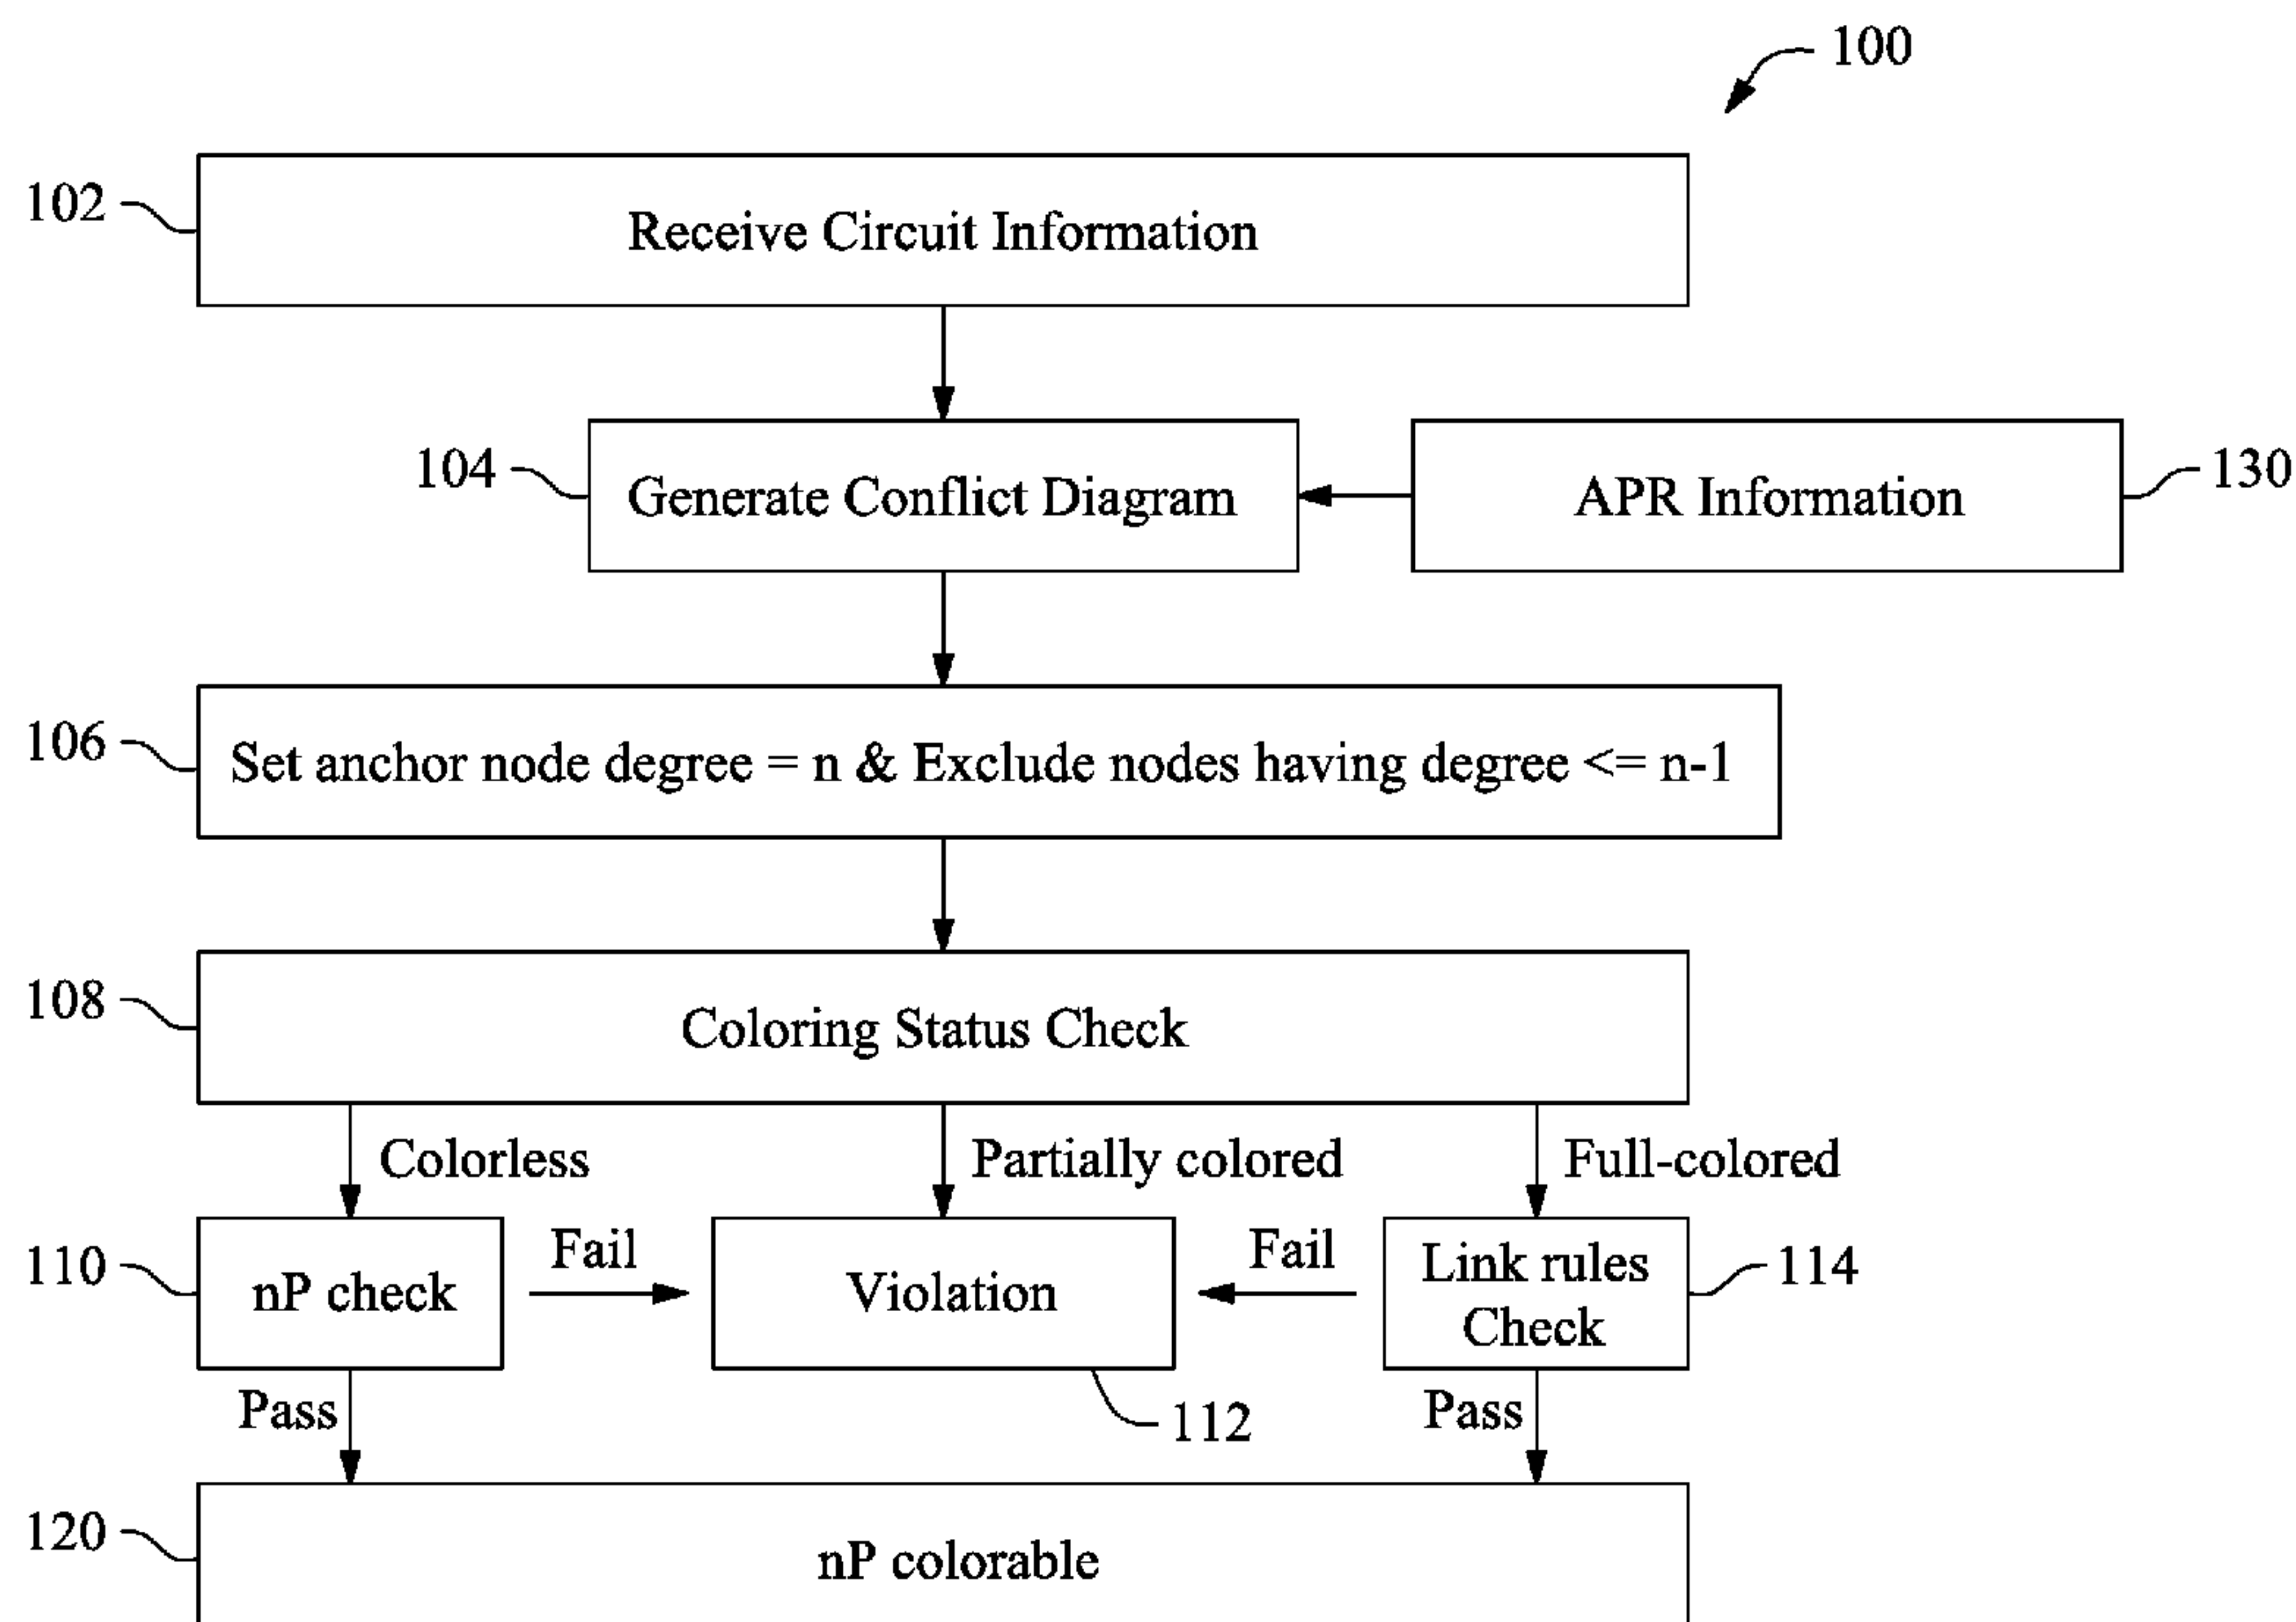 100
102
Receive Circuit Information
104
Generate Conflict Diagram
APR Information
130
106
Set anchor node degree = n & Exclude nodes having degree <= n-1
108
Coloring Status Check
Colorless
Partially colored
Full-colored
110
nP check
Fail
Violation
Fail
Link rules
Check
114
Pass
112
Pass
120
nP colorable